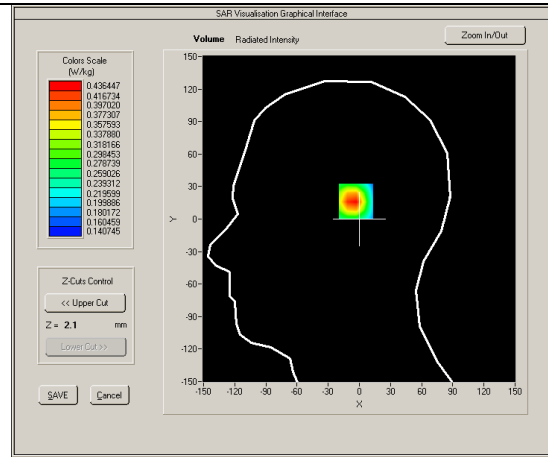 SAR Visualisation Graphical Interface
Volume Radiated Intensity
Zoom In/Out
Colors Scale
(W/kg)
0.436447
0.416734
0.397020
0.377307
0.357593
0.337880
0.318166
0.298453
0.278739
0.259026
0.239312
0.219599
0.199886
0.180172
0.160459
0.140745
Z-Cuts Control
<< Upper Cut
Z = 2.1 mm
Lower Cut >>
SAVE
Cancel
150
120
90
60
30
0
-30
-60
-90
-120
-150
Y
-150 -120 -90 -60 -30 0 30 60 90 120 150
X